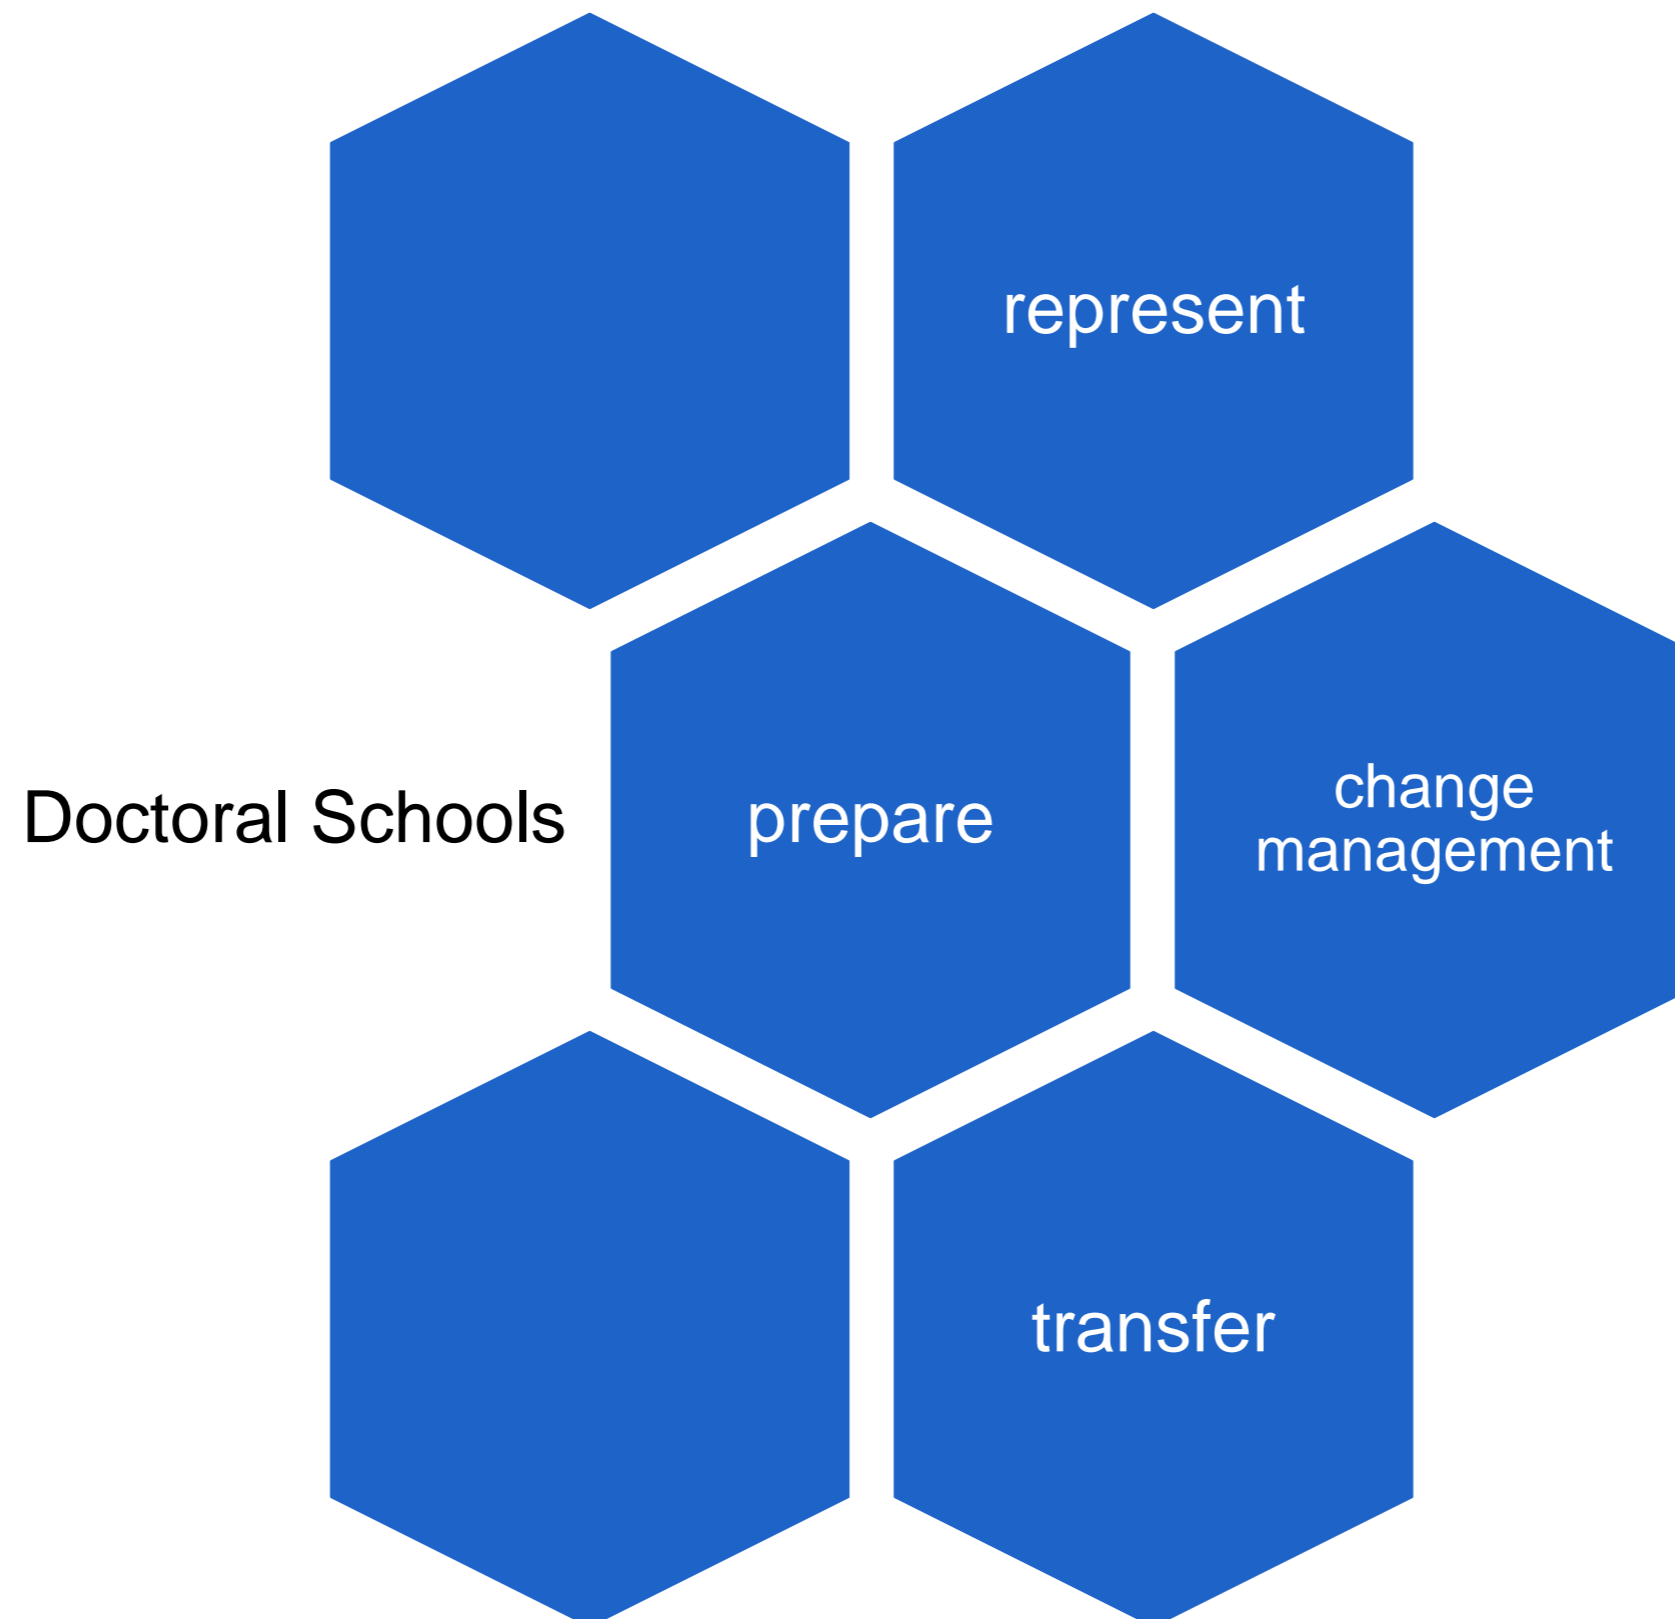 represent
Doctoral Schools
prepare
change
management
transfer